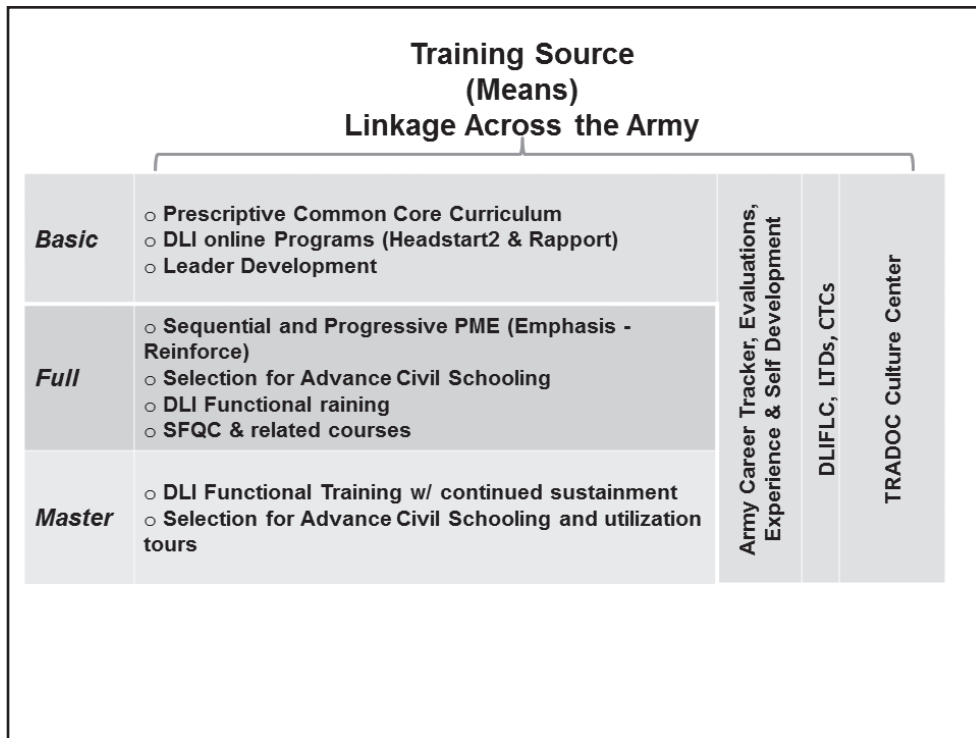 Training Source
(Means)
Linkage Across the Army
Basic
o Prescriptive Common Core Curriculum
o DLI online Programs (Headstart2 & Rapport)
o Leader Development
Full
o Sequential and Progressive PME (Emphasis -
Reinforce)
o Selection for Advance Civil Schooling
o DLI Functional raining
o SFQC & related courses
Master
o DLI Functional Training w/ continued sustainment
o Selection for Advance Civil Schooling and utilization
tours
Army Career Tracker, Evaluations,
Experience & Self Development
DLIFLC, LTDs, CTCs
TRADOC Culture Center